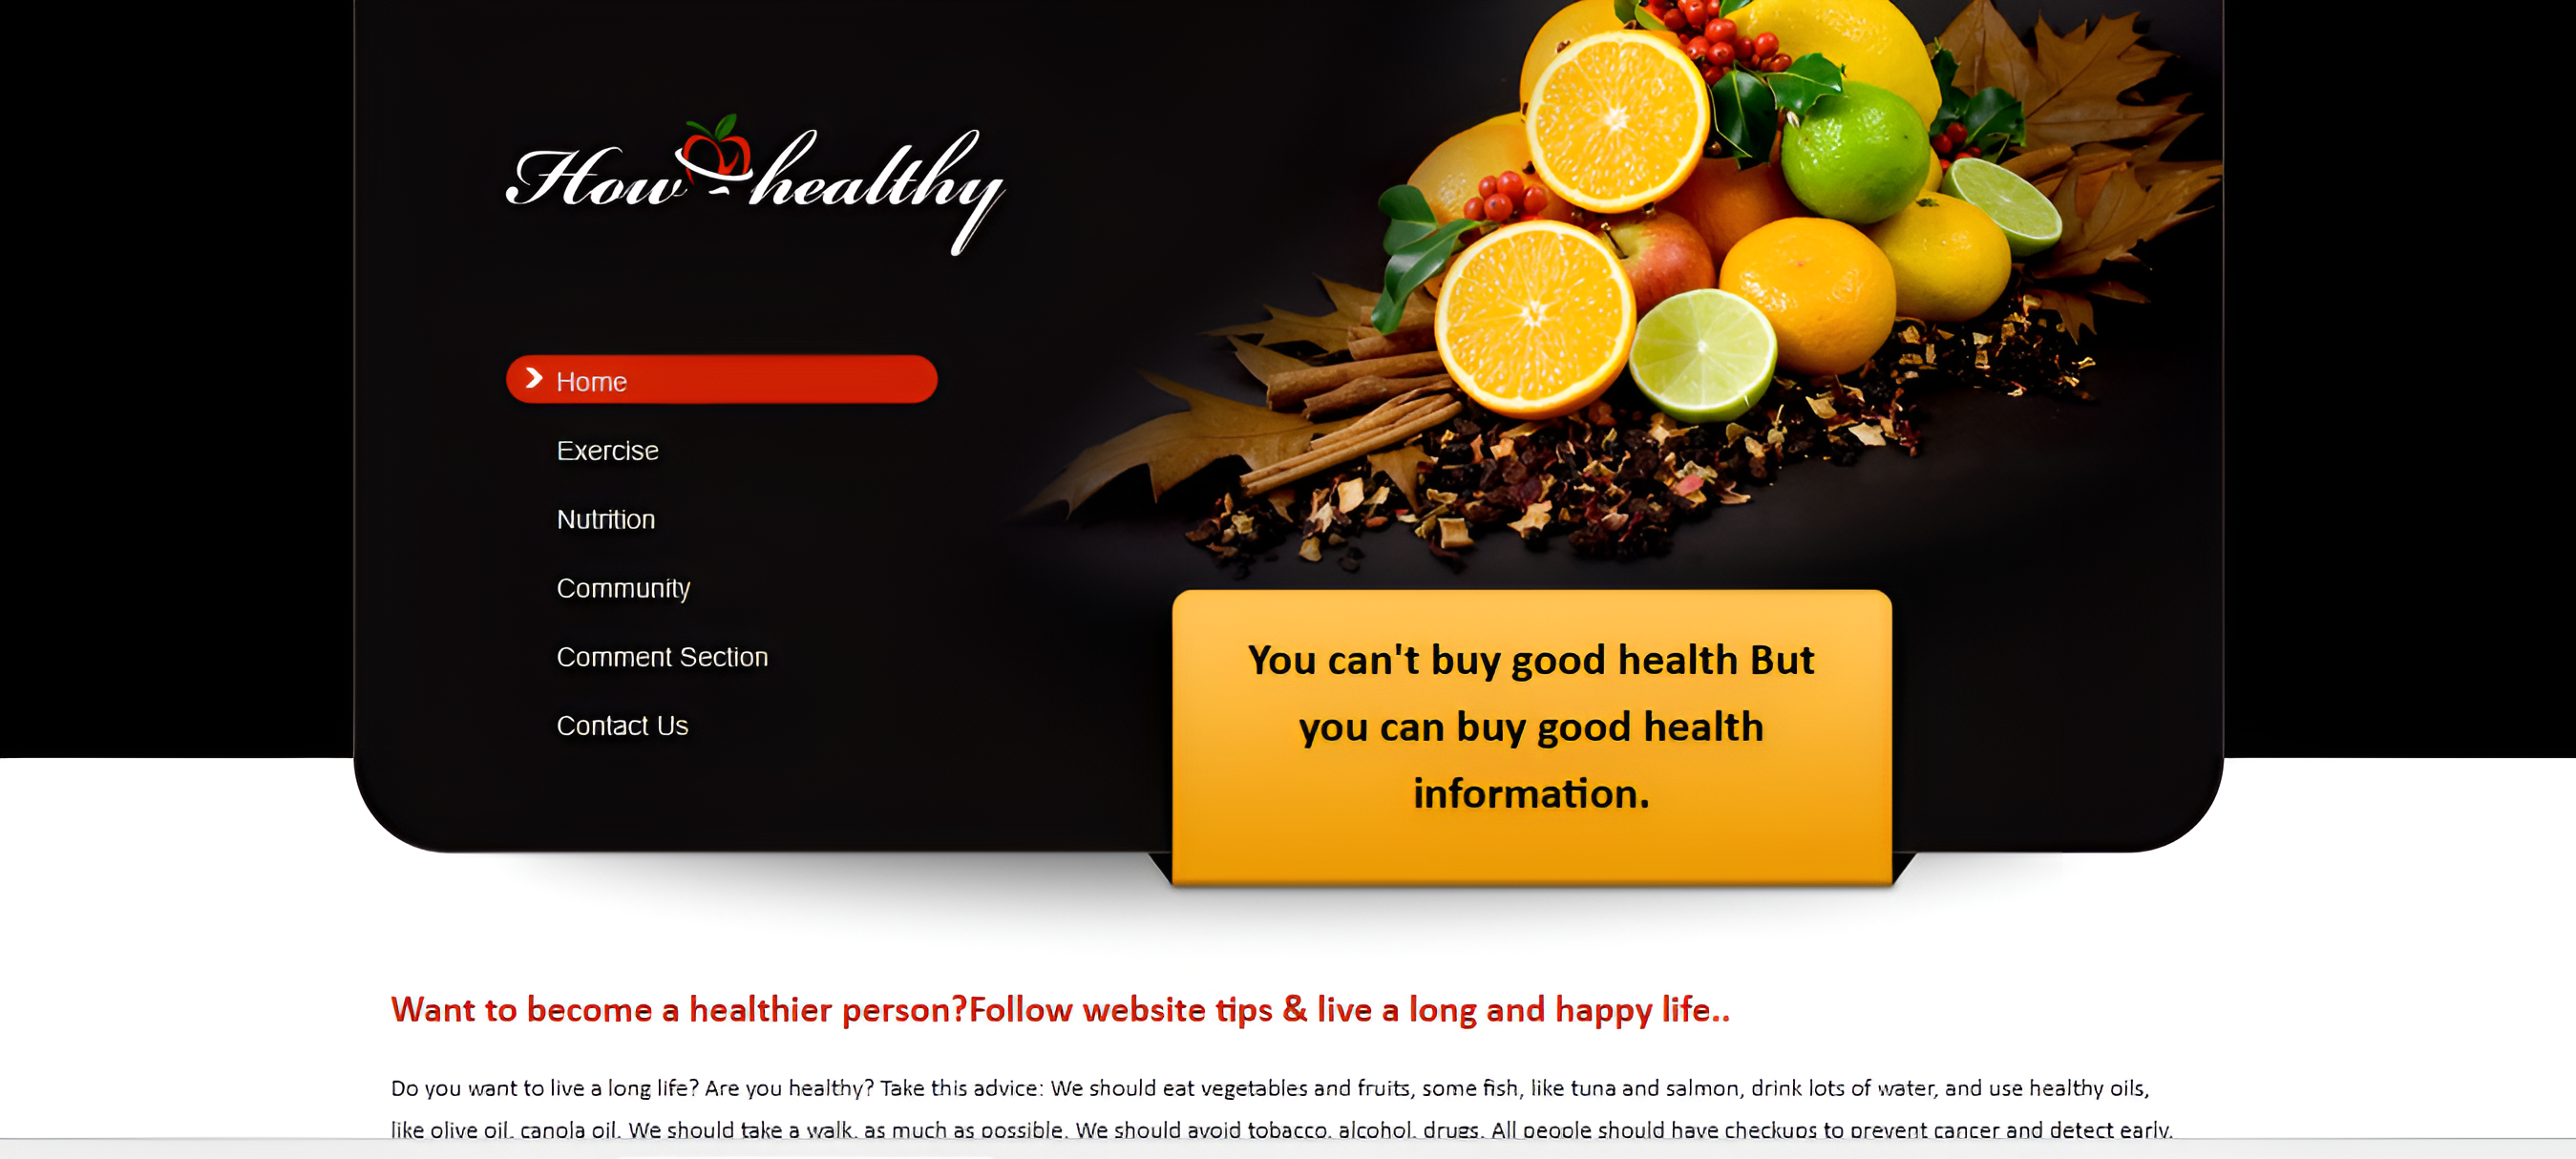 How healthy
Home
Exercise
Nutrition
Community
Comment Section
Contact Us
You can't buy good health But
you can buy good health
information.
Want to become a healthier person?Follow website tips & live a long and happy life..
Do you want to live a long life? Are you healthy? Take this advice: We should eat vegetables and fruits, some fish, like tuna and salmon, drink lots of water, and use healthy oils,
like olive oil, canola oil. We should take a walk, as much as possible. We should avoid tobacco, alcohol, drugs. All people should have checkups to prevent cancer and detect early.